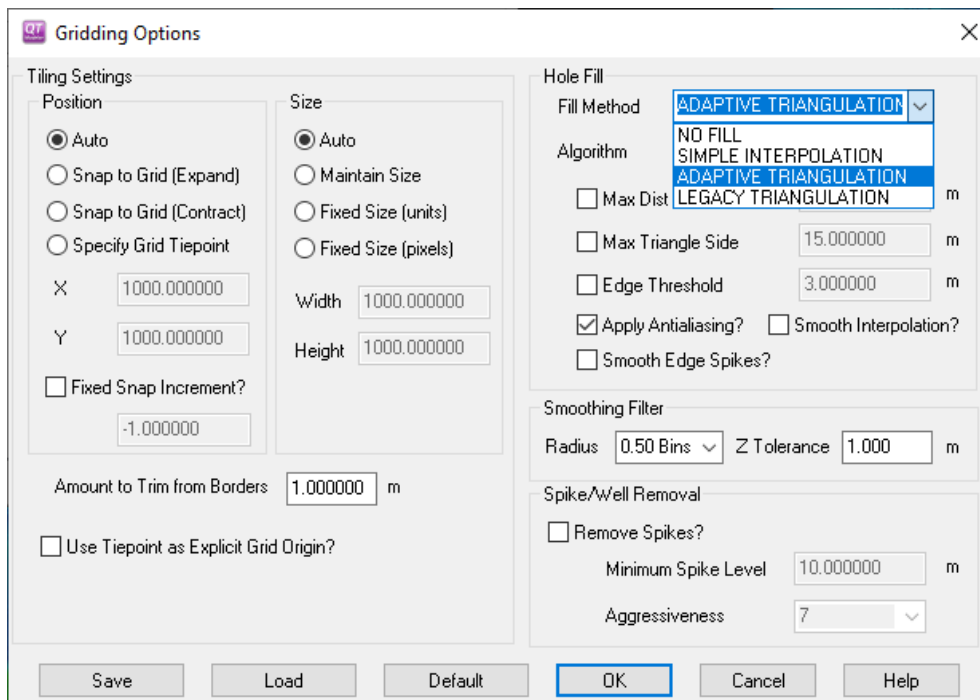 QT Gridding Options
Tiling Settings
Position
Auto
Snap to Grid (Expand)
Snap to Grid (Contract)
Specify Grid Tiepoint
X 1000.000000
Y 1000.000000
Fixed Snap Increment?
-1.000000
Size
Auto
Maintain Size
Fixed Size (units)
Fixed Size (pixels)
Width 1000.000000
Height 1000.000000
Amount to Trim from Borders 1.000000 m
Use Tiepoint as Explicit Grid Origin?
Hole Fill
Fill Method ADAPTIVE TRIANGULATION
NO FILL
SIMPLE INTERPOLATION
ADAPTIVE TRIANGULATION
LEGACY TRIANGULATION
Algorithm
Max Dist m
Max Triangle Side 15.000000 m
Edge Threshold 3.000000 m
Apply Antialiasing? Smooth Interpolation?
Smooth Edge Spikes?
Smoothing Filter
Radius 0.50 Bins Z Tolerance 1.000 m
Spike/Well Removal
Remove Spikes?
Minimum Spike Level 10.000000 m
Aggressiveness 7
Save Load Default OK Cancel Help